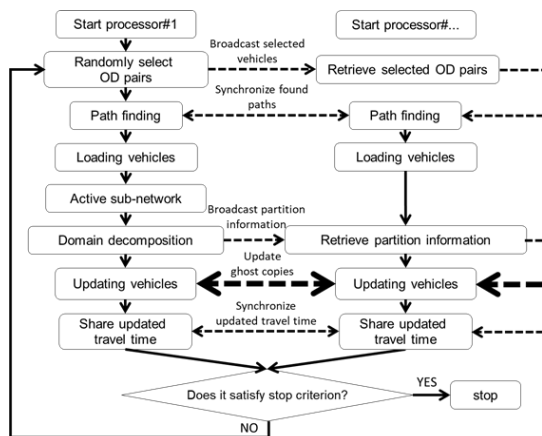 Start processor#1
Start processor#...
Broadcast selected
vehicles
Randomly select
OD pairs
Retrieve selected OD pairs
Synchronize found
paths
Path finding
Path finding
Loading vehicles
Loading vehicles
Active sub-network
Broadcast partition
information
Domain decomposition
Retrieve partition information
Update
ghost copies
Updating vehicles
Updating vehicles
Synchronize
updated travel time
Share updated
travel time
Share updated
travel time
Does it satisfy stop criterion?
YES
stop
NO